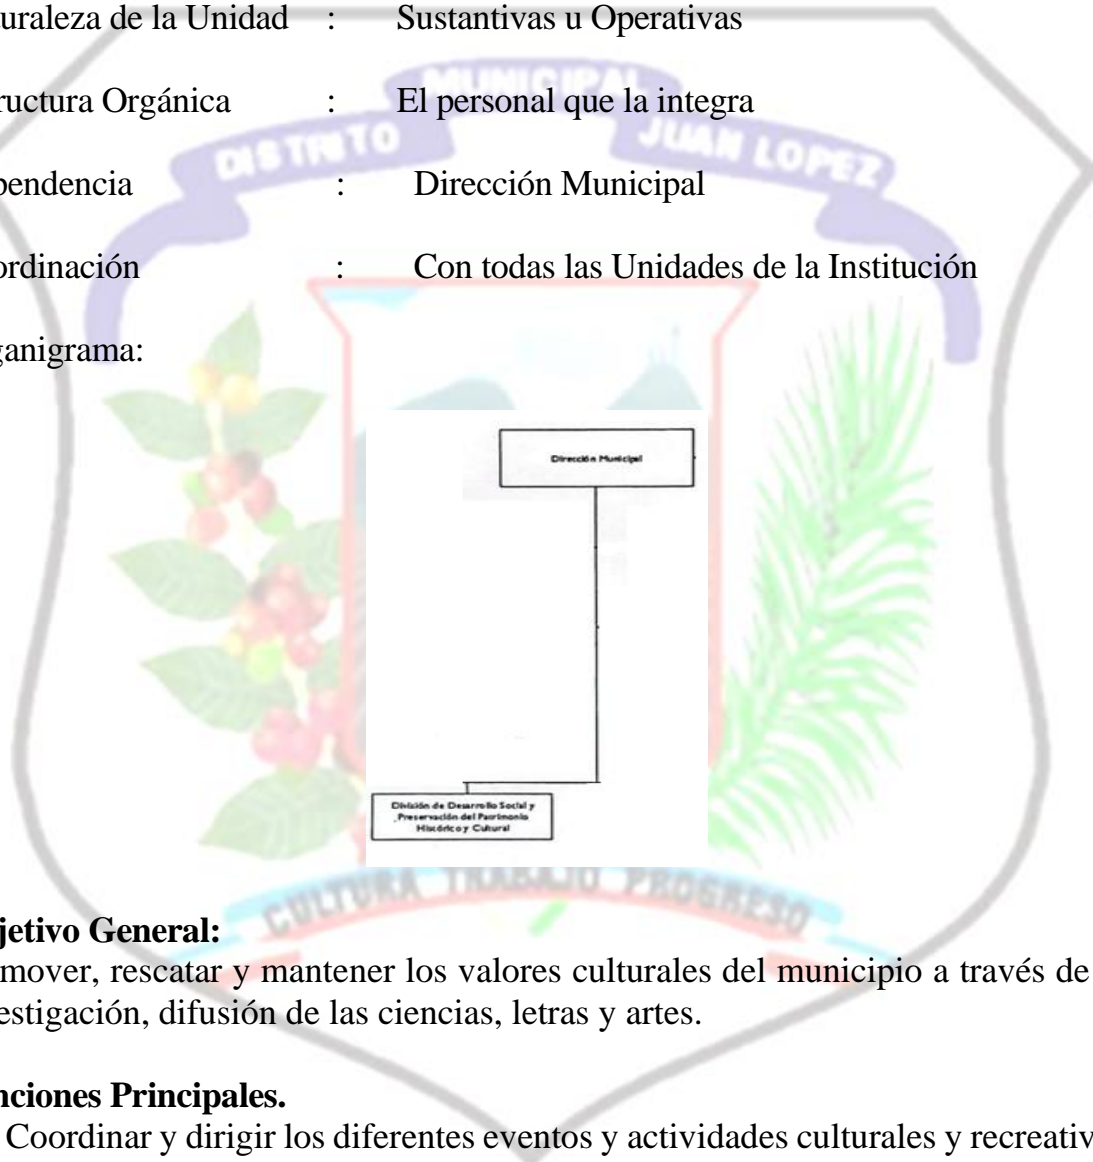 uraleza de la Unidad : Sustantivas u Operativas
MUNICIPAL
ructura Orgánica : El personal que la integra
DISTRITO JUAN LOPEZ
pendencia : Dirección Municipal
ordinación : Con todas las Unidades de la Institución
ganigrama:
Dirección Municipal
División de Desarrollo Social y
Preservación del Patrimonio
Histórico y Cultural
CULTURA TRABAJO PROGRESO
jetivo General:
mover, rescatar y mantener los valores culturales del municipio a través de
estigación, difusión de las ciencias, letras y artes.
nciones Principales.
Coordinar y dirigir los diferentes eventos y actividades culturales y recreativ